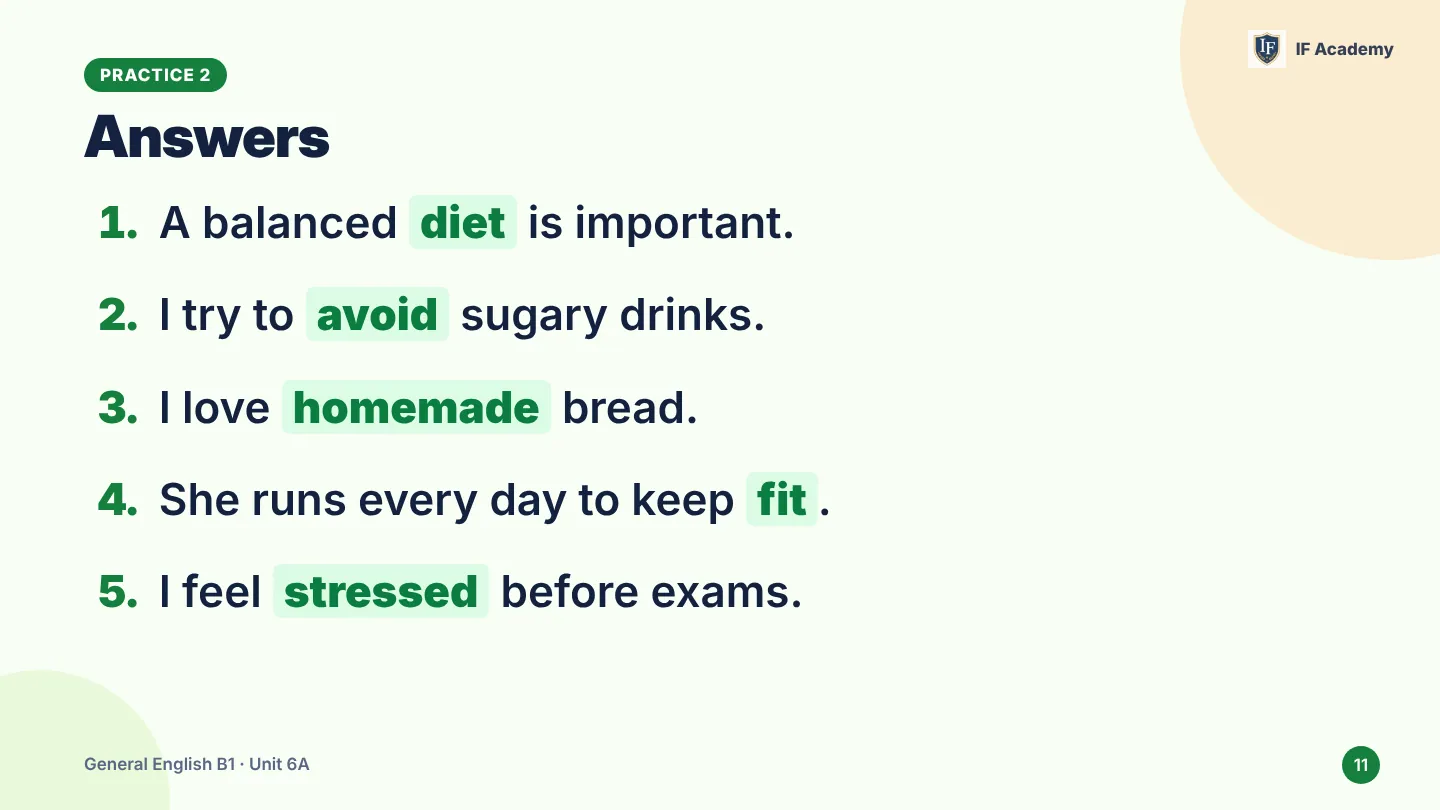 IF
IF Academy
PRACTICE 2
Answers
1. A balanced diet is important.
2. I try to avoid sugary drinks.
3. I love homemade bread.
4. She runs every day to keep fit.
5. I feel stressed before exams.
General English B1 · Unit 6A
11